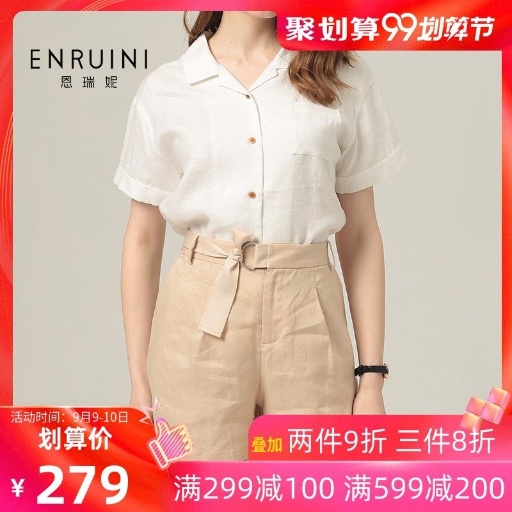 聚划算99划算节
ENRUINI
恩瑞妮
活动时间：9月9-10日
划算价
¥279
叠加 两件9折 三件8折
满299减100 满599减200